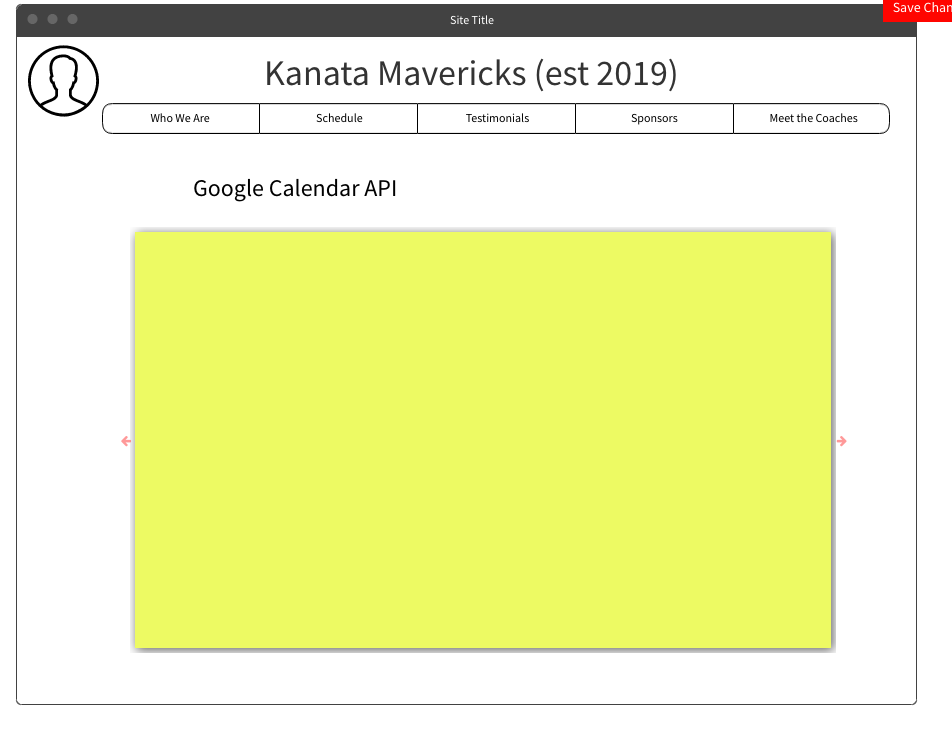 Site Title
Save Chan
Kanata Mavericks (est 2019)
Who We Are
Schedule
Testimonials
Sponsors
Meet the Coaches
Google Calendar API